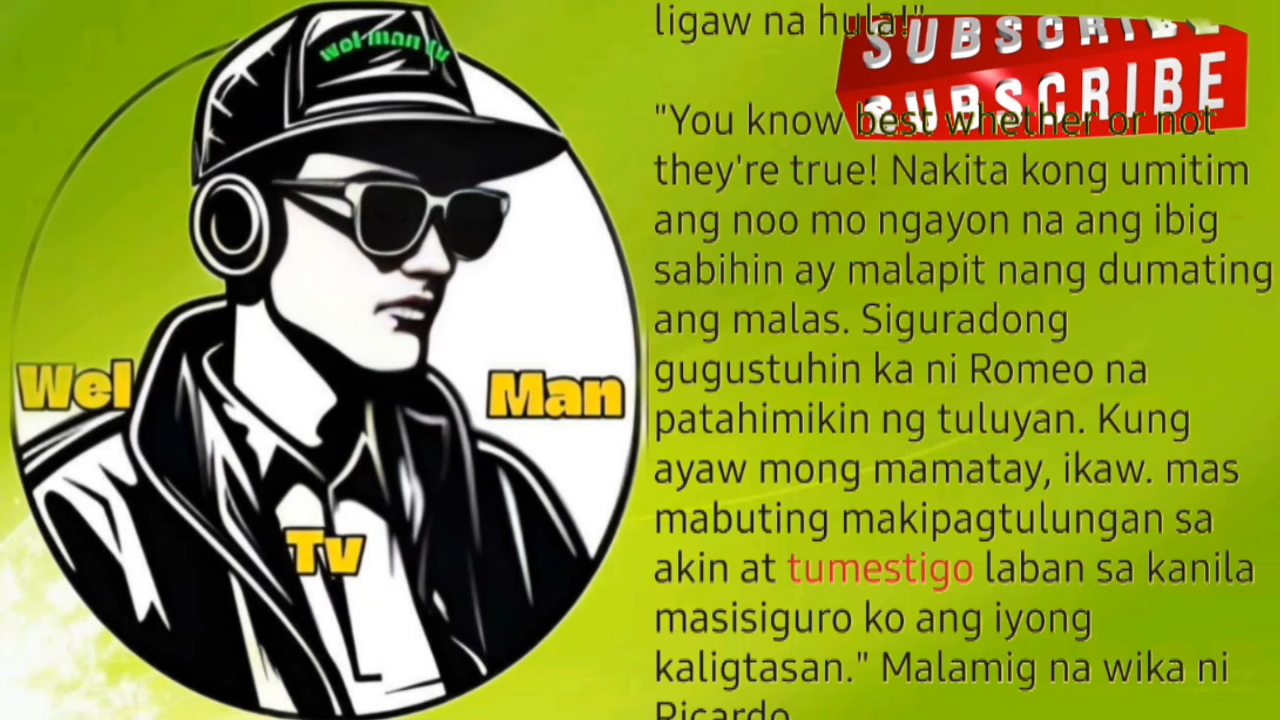 wol man tv
Wel
Man
Tv
SUBSCRIBE
SUBSCRIBE
ligaw na hula!"
"You know best whether or not
they're true! Nakita kong umitim
ang noo mo ngayon na ang ibig
sabihin ay malapit nang dumating
ang malas. Siguradong
gugustuhin ka ni Romeo na
patahimikin ng tuluyan. Kung
ayaw mong mamatay, ikaw. mas
mabuting makipagtulungan sa
akin at tumestigo laban sa kanila
masisiguro ko ang iyong
kaligtasan." Malamig na wika ni
Ricardo